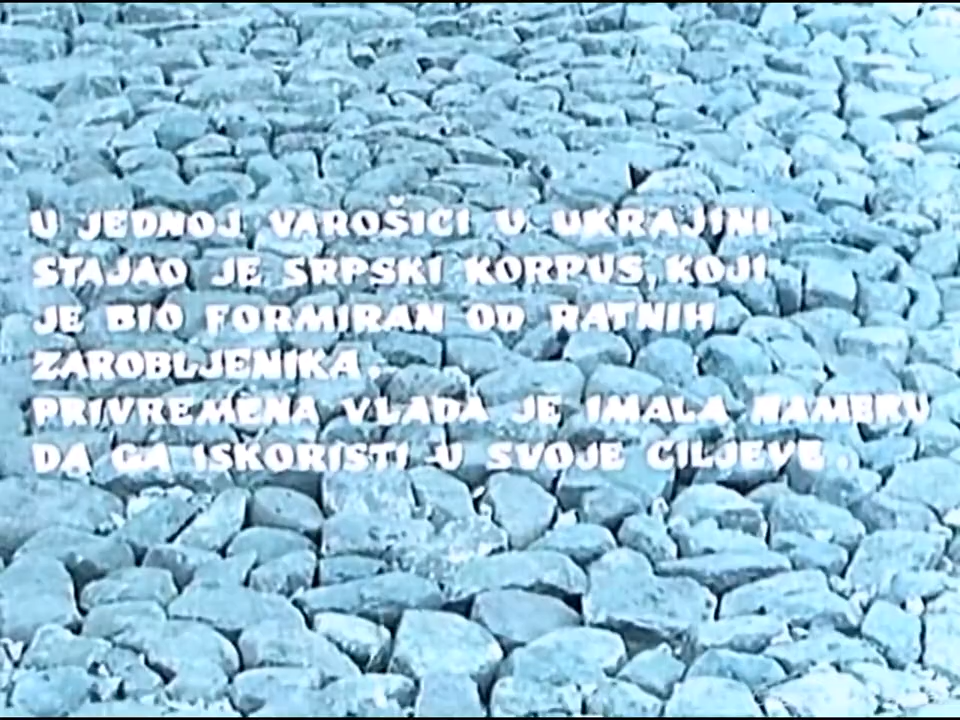 U JEDNOJ VAROŠICI U UKRAJINI
STAJAO JE SRPSKI KORPUS, KOJI
JE BIO FORMIRAN OD RATNIH
ZAROBLJENIKA.
PRIVREMENA VLADA JE IMALA NAMERU
DA GA ISKORISTI U SVOJE CILJEVE.